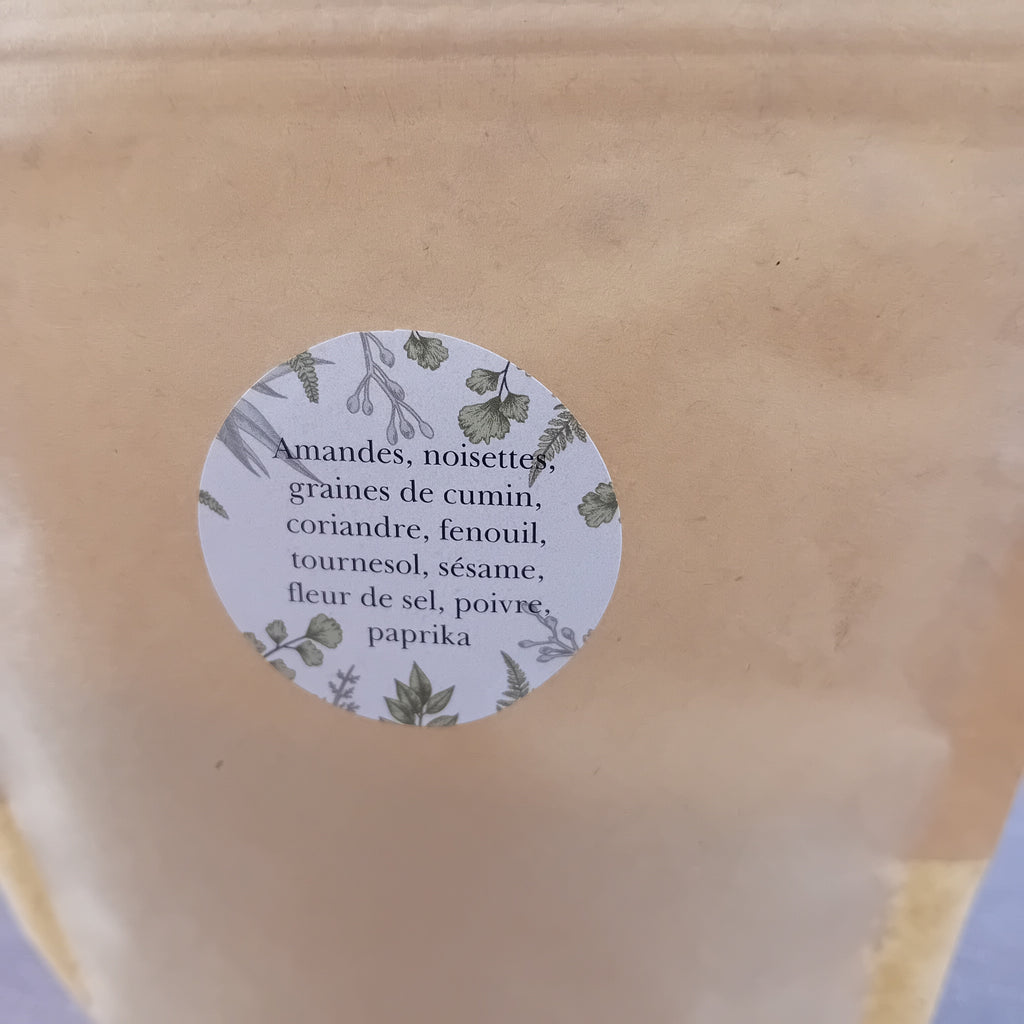 Amandes, noisettes,
graines de cumin,
coriandre, fenouil,
tournesol, sésame,
fleur de sel, poivre,
paprika